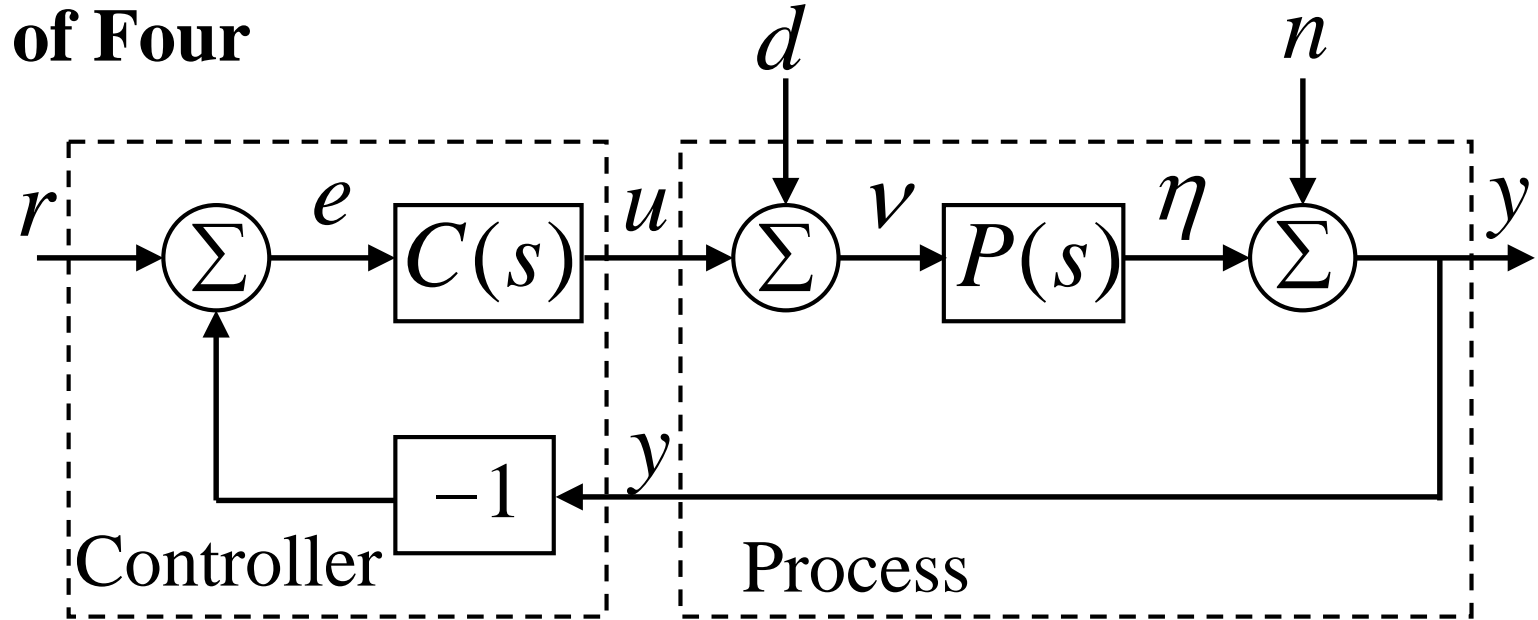 of Four
d
n
r
e
C(s)
u
Σ
Σ
ν
P(s)
η
Σ
y
−1
y
Controller
Process